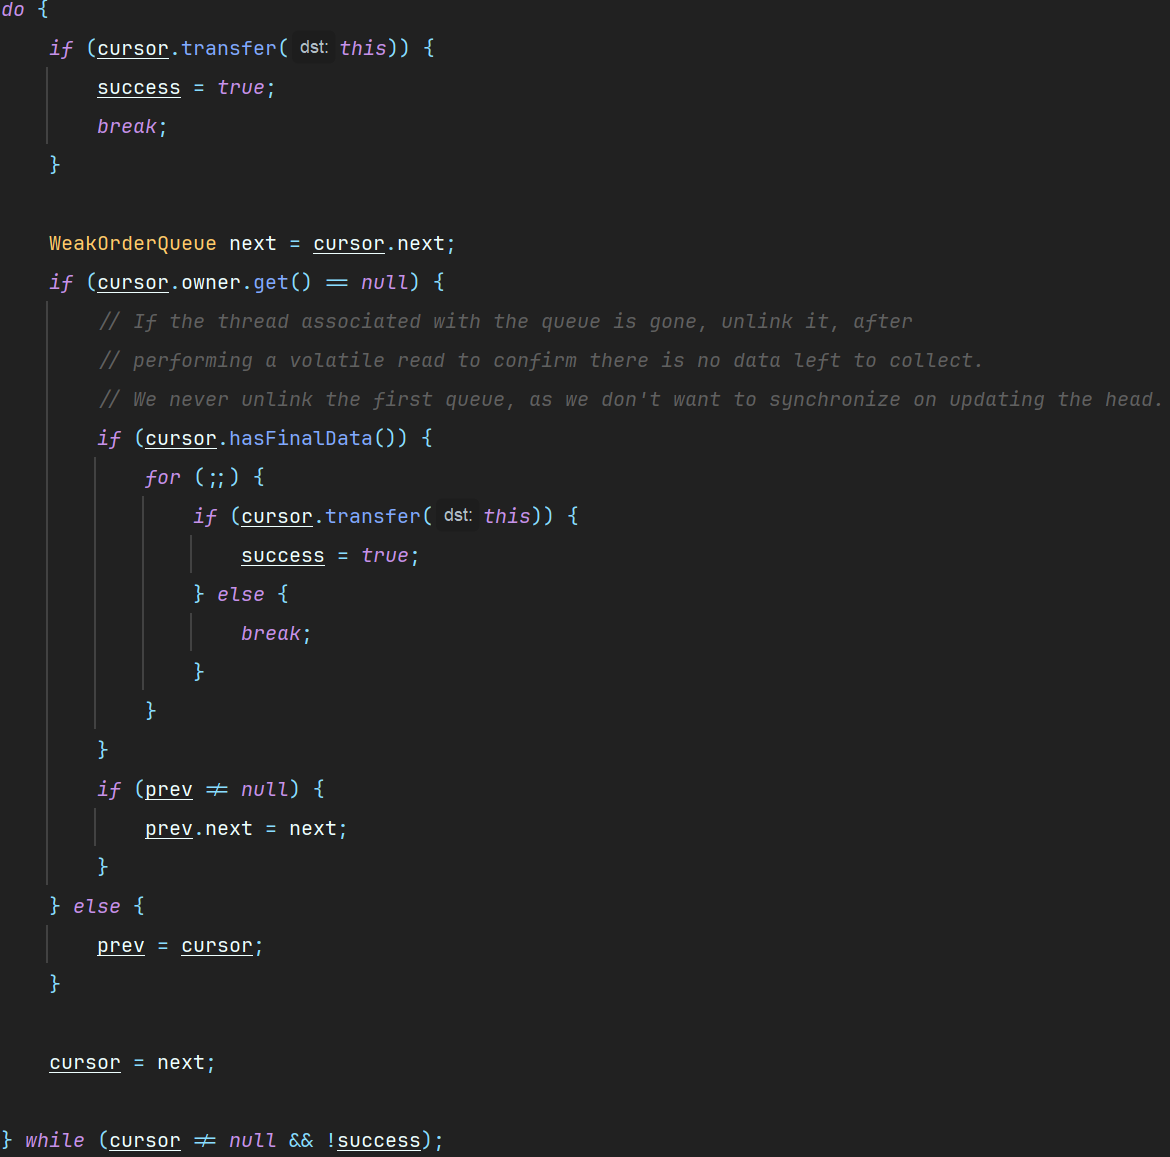 do {
    if (cursor.transfer( dst: this)) {
        success = true;
        break;
    }

    WeakOrderQueue next = cursor.next;
    if (cursor.owner.get() == null) {
        // If the thread associated with the queue is gone, unlink it, after
        // performing a volatile read to confirm there is no data left to collect.
        // We never unlink the first queue, as we don't want to synchronize on updating the head.
        if (cursor.hasFinalData()) {
            for (;;) {
                if (cursor.transfer( dst: this)) {
                    success = true;
                } else {
                    break;
                }
            }
        }
        if (prev != null) {
            prev.next = next;
        }
    } else {
        prev = cursor;
    }

    cursor = next;

} while (cursor != null && !success);